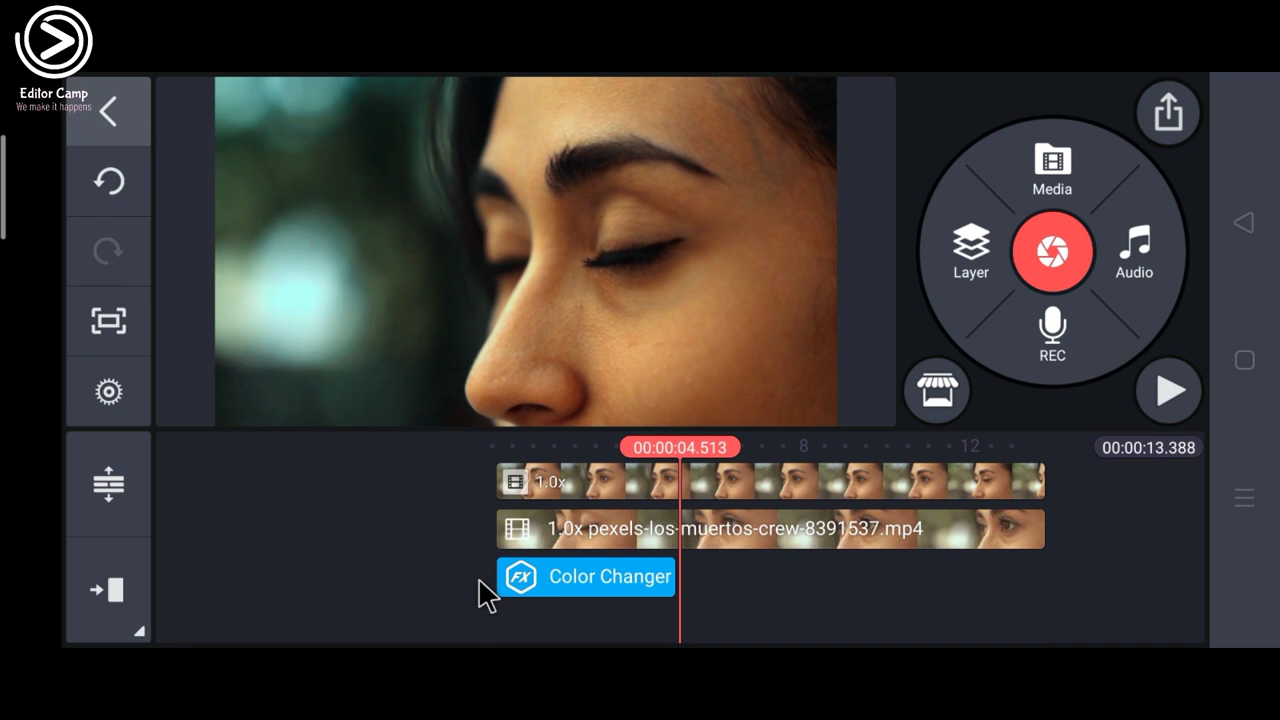 Editor Camp
We make it happens
Media
Layer
Audio
REC
00:00:04.513
8
12
00:00:13.388
1.0x
1.0x pexels-los-muertos-crew-8391537.mp4
FX Color Changer